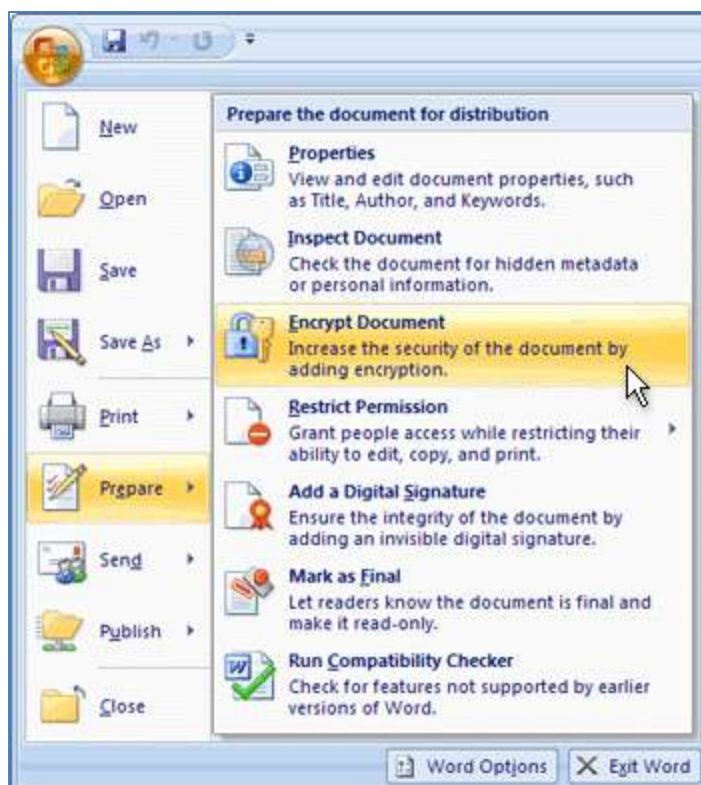 New
Open
Save
Save As
Print
Prepare
Send
Publish
Close
Prepare the document for distribution
Properties
View and edit document properties, such
as Title, Author, and Keywords.
Inspect Document
Check the document for hidden metadata
or personal information.
Encrypt Document
Increase the security of the document by
adding encryption.
Restrict Permission
Grant people access while restricting their
ability to edit, copy, and print.
Add a Digital Signature
Ensure the integrity of the document by
adding an invisible digital signature.
Mark as Final
Let readers know the document is final and
make it read-only.
Run Compatibility Checker
Check for features not supported by earlier
versions of Word.
Word Options
Exit Word